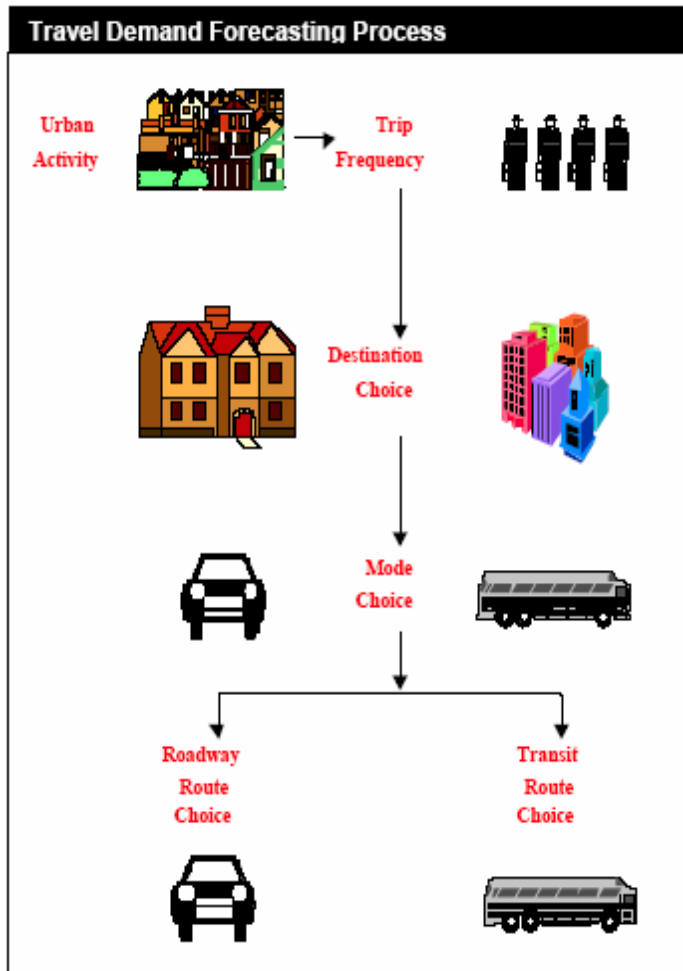 Travel Demand Forecasting Process
Urban
Activity
Trip
Frequency
Destination
Choice
Mode
Choice
Roadway
Route
Choice
Transit
Route
Choice